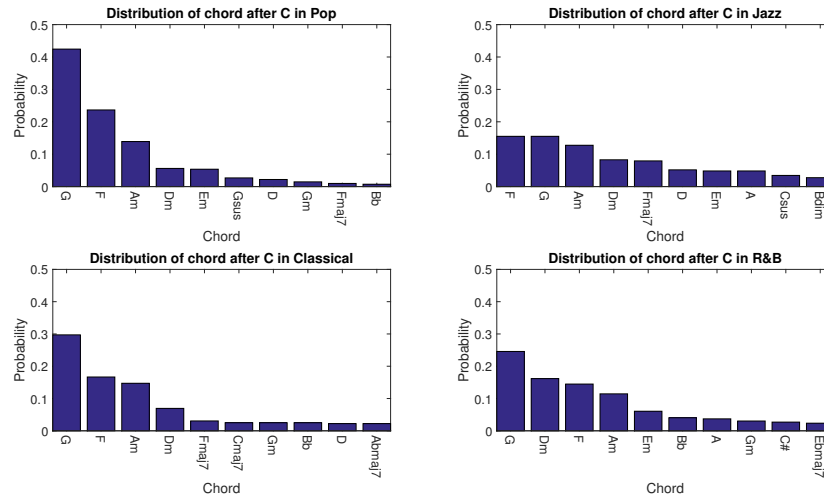 Distribution of chord after C in Pop
Probability
0.5
0.4
0.3
0.2
0.1
0
G
F
Am
Dm
Em
Gsus
D
Gm
Fmaj7
Bb
Chord
Distribution of chord after C in Jazz
Probability
0.5
0.4
0.3
0.2
0.1
0
F
G
Am
Dm
Fmaj7
D
Em
A
Csus
Bdim
Chord
Distribution of chord after C in Classical
Probability
0.5
0.4
0.3
0.2
0.1
0
G
F
Am
Dm
Fmaj7
Cmaj7
Gm
Bb
D
Abmaj7
Chord
Distribution of chord after C in R&B
Probability
0.5
0.4
0.3
0.2
0.1
0
G
Dm
F
Am
Em
Bb
A
Gm
C#
Ebmaj7
Chord